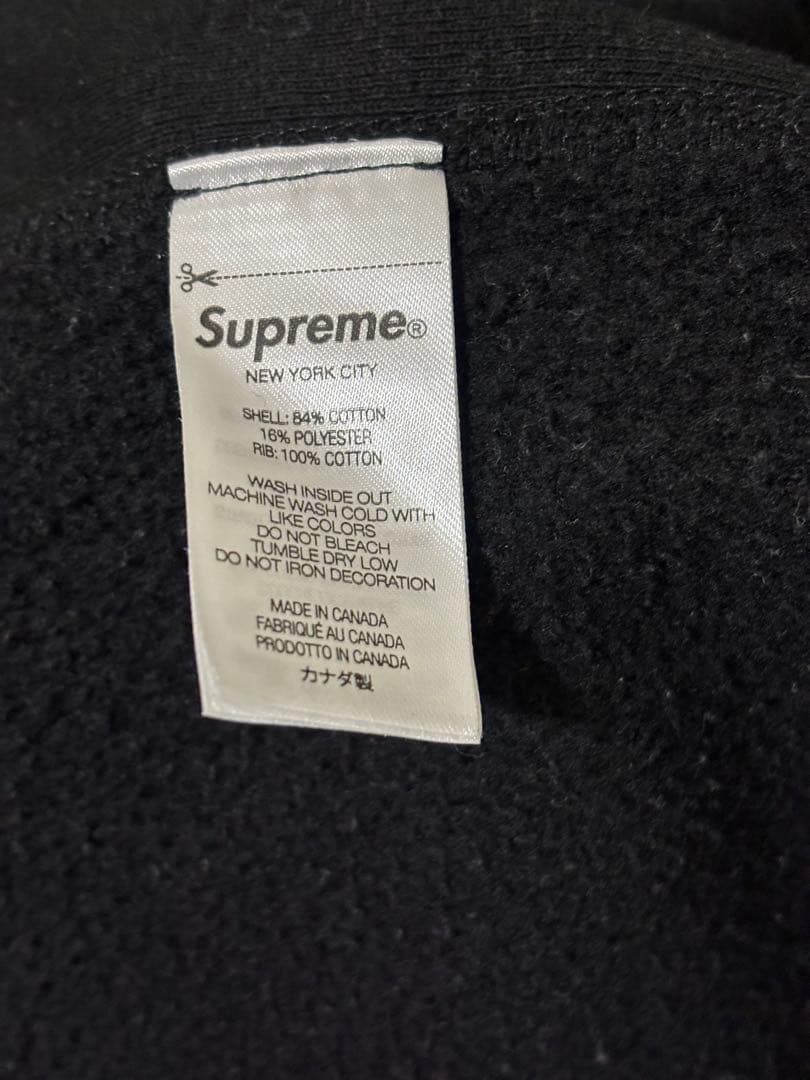 Supreme®
NEW YORK CITY
SHELL: 84% COTTON
16% POLYESTER
RIB: 100% COTTON
WASH INSIDE OUT
MACHINE WASH COLD WITH
LIKE COLORS
DO NOT BLEACH
TUMBLE DRY LOW
DO NOT IRON DECORATION
MADE IN CANADA
FABRIQUÉ AU CANADA
PRODOTTO IN CANADA
カナダ製